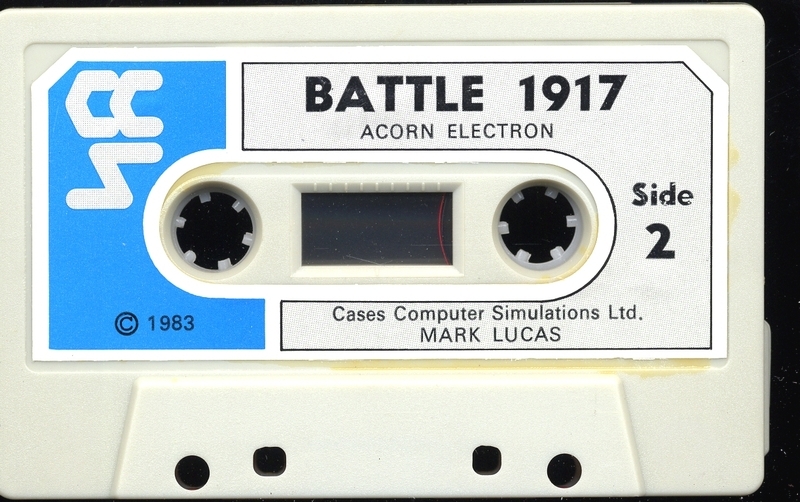 BATTLE 1917
ACORN ELECTRON
Side
2
© 1983
Cases Computer Simulations Ltd.
MARK LUCAS